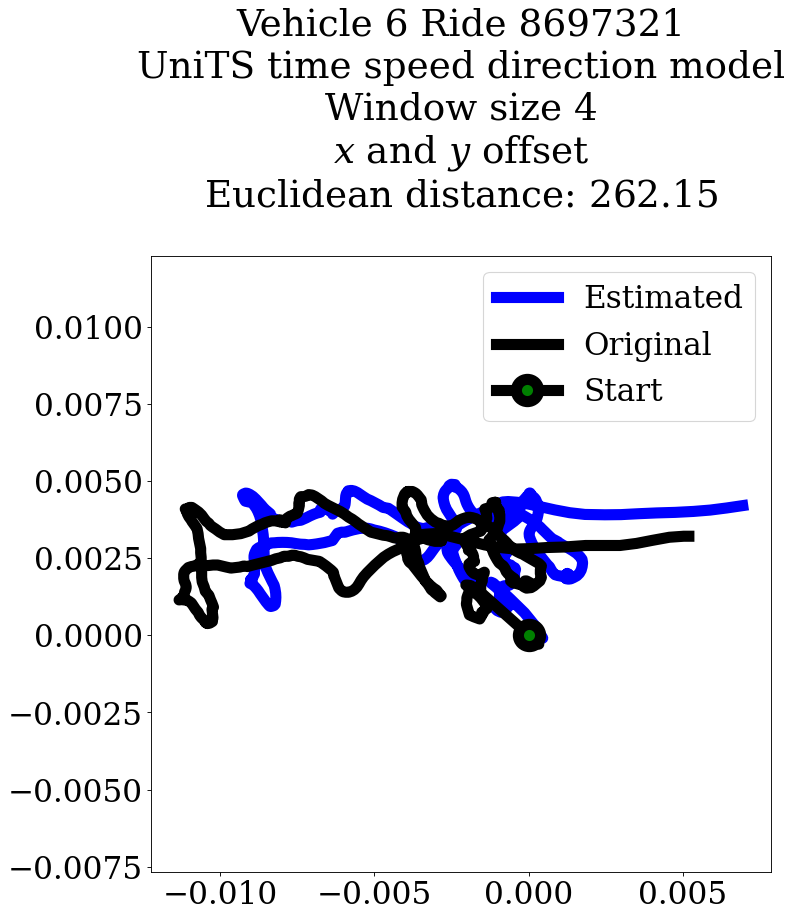 Vehicle 6 Ride 8697321
UniTS time speed direction model
Window size 4
x and y offset
Euclidean distance: 262.15
Estimated
Original
Start
0.0100
0.0075
0.0050
0.0025
0.0000
−0.0025
−0.0050
−0.0075
−0.010
−0.005
0.000
0.005